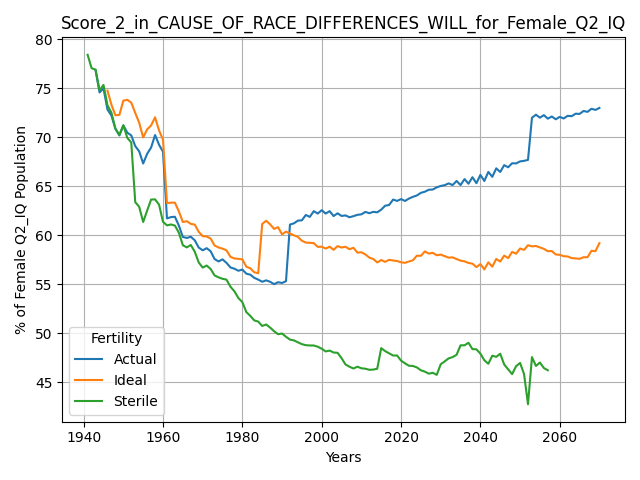 Score_2_in_CAUSE_OF_RACE_DIFFERENCES_WILL_for_Female_Q2_IQ
% of Female Q2_IQ Population
80
75
70
65
60
55
50
45
Fertility
Actual
Ideal
Sterile
1940 1960 1980 2000 2020 2040 2060
Years